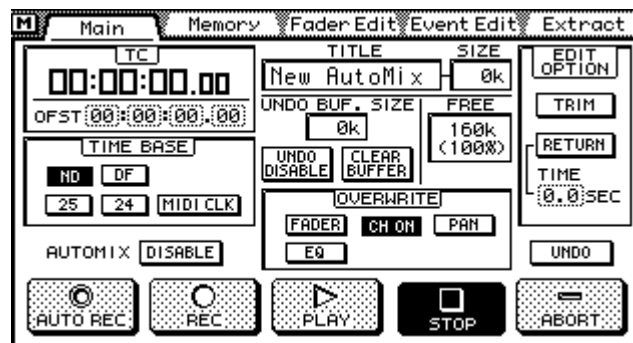 M Main Memory Fader Edit Event Edit Extract
TC
00:00:00.00
OFST 00:00:00.00
TITLE SIZE
New AutoMix 0k
UNDO BUF. SIZE FREE
0k 160k
(100%)
UNDO DISABLE CLEAR BUFFER
EDIT OPTION
TRIM
RETURN
TIME
0.0 SEC
TIME BASE
ND DF
25 24 MIDI CLK
OVERWRITE
FADER CH ON PAN
EQ
AUTOMIX DISABLE
UNDO
AUTO REC REC PLAY STOP ABORT